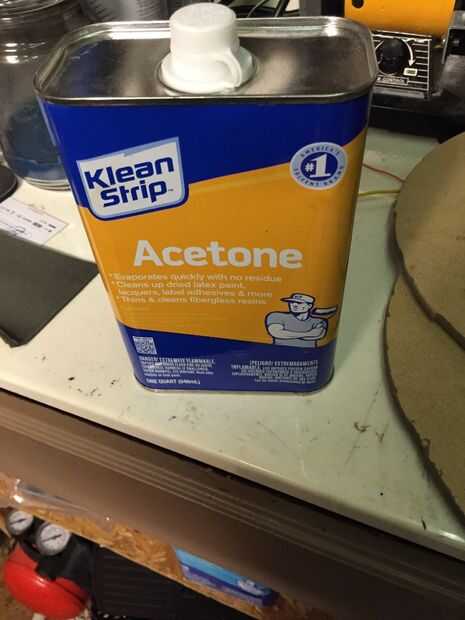 Klean
Strip™
AMERICA'S
#1
SOLVENT BRAND
Acetone
*Evaporates quickly with no residue
*Cleans up dried latex paint,
lacquers, label adhesives & more
*Thins & cleans fiberglass resins
DANGER! EXTREMELY FLAMMABLE.
¡PELIGRO! EXTREMADAMENTE
INFLAMABLE.
ONE QUART (946mL)